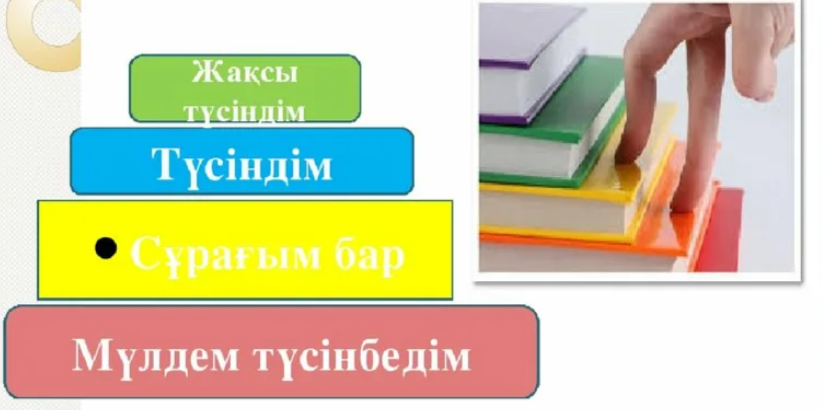 Жақсы
түсіндім
Түсіндім
• Сұрағым бар
Мүлдем түсінбедім